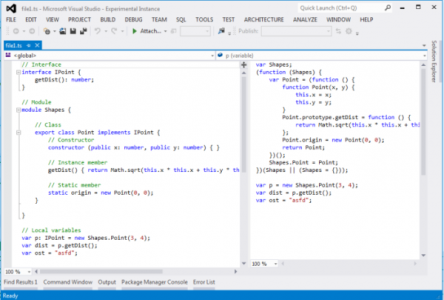 file1.ts - Microsoft Visual Studio - Experimental Instance
Quick Launch (Ctrl+Q)
FILE EDIT VIEW PROJECT BUILD DEBUG TEAM SQL TOOLS TEST ARCHITECTURE ANALYZE WINDOW HELP
Attach... Publish:
file1.ts
<global>
// Interface
interface IPoint {
getDist(): number;
}
// Module
module Shapes {
// Class
export class Point implements IPoint {
// Constructor
constructor (public x: number, public y: number) { }
// Instance member
getDist() { return Math.sqrt(this.x * this.x + this.y * th
// Static member
static origin = new Point(0, 0);
}
}
// Local variables
var p: IPoint = new Shapes.Point(3, 4);
var dist = p.getDist();
var ost = "asfd";
100 %
p (variable)
var Shapes;
(function (Shapes) {
var Point = (function () {
function Point(x, y) {
this.x = x;
this.y = y;
}
Point.prototype.getDist = function () {
return Math.sqrt(this.x * this.x + th
};
Point.origin = new Point(0, 0);
return Point;
})();
Shapes.Point = Point;
})(Shapes || (Shapes = {}));
var p = new Shapes.Point(3, 4);
var dist = p.getDist();
var ost = "asfd";
100 %
Solution Explorer
Find Results 1 Command Window Output Package Manager Console Error List
Ready